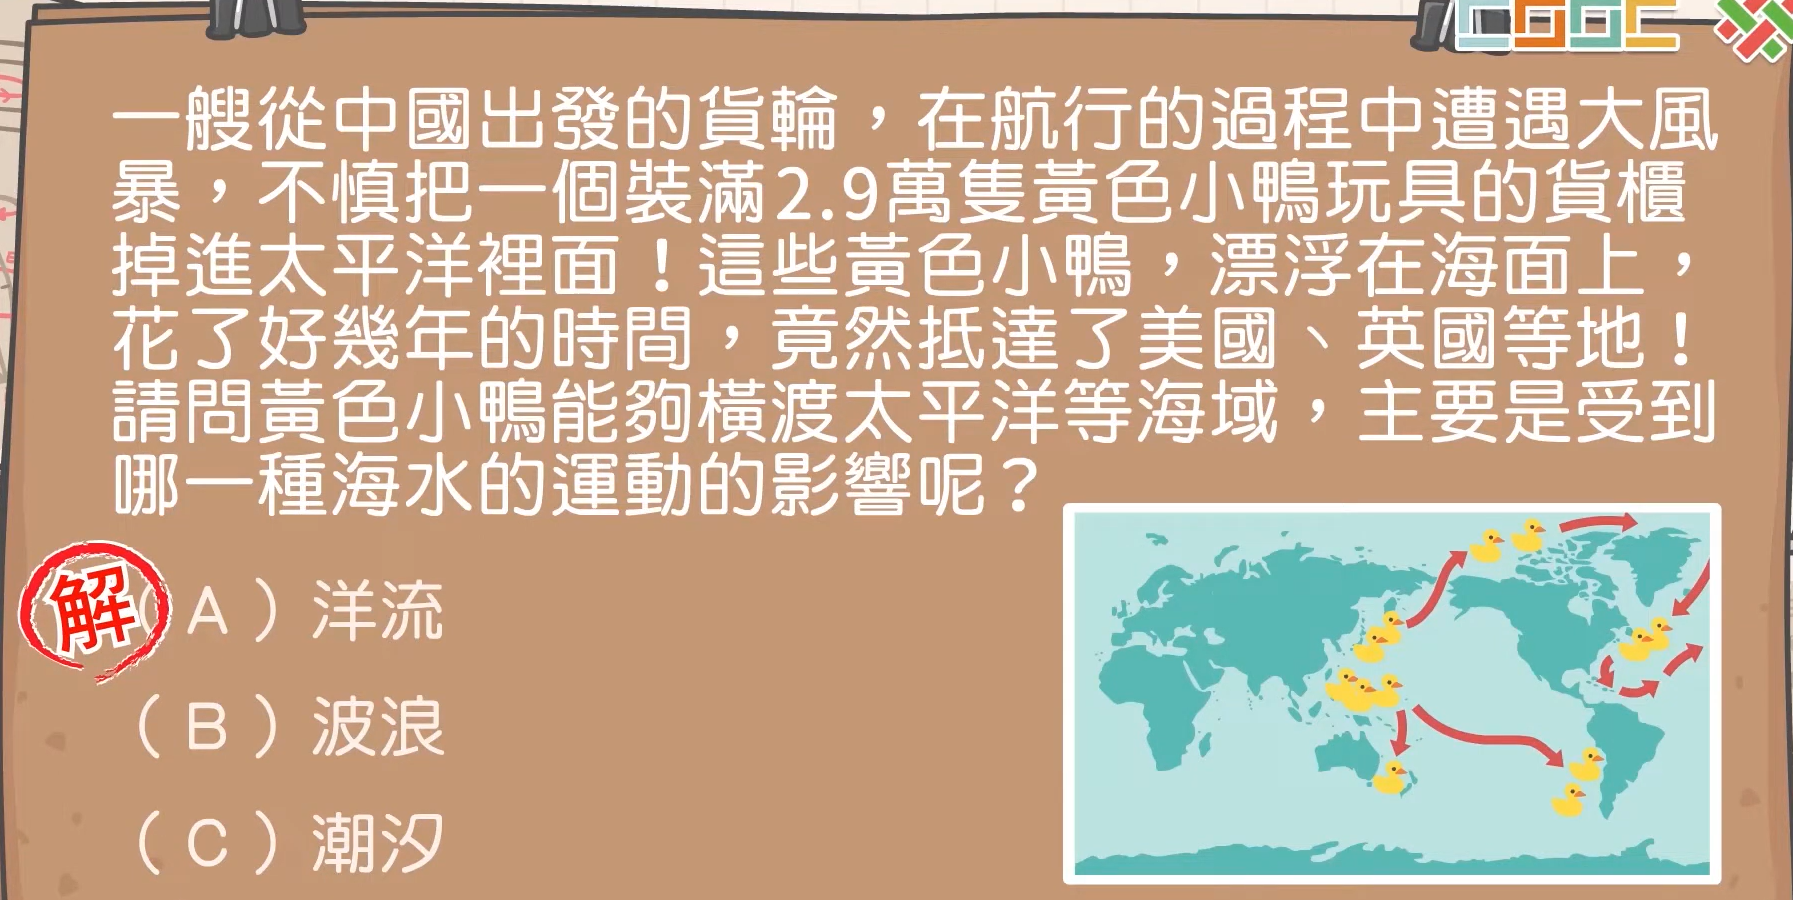 一艘從中國出發的貨輪，在航行的過程中遭遇大風
暴，不慎把一個裝滿2.9萬隻黃色小鴨玩具的貨櫃
掉進太平洋裡面！這些黃色小鴨，漂浮在海面上，
花了好幾年的時間，竟然抵達了美國、英國等地！
請問黃色小鴨能夠橫渡太平洋等海域，主要是受到
哪一種海水的運動的影響呢？
解
（A）洋流
（B）波浪
（C）潮汐